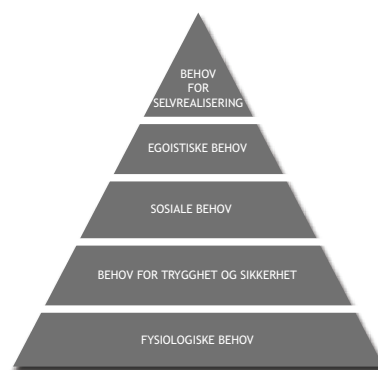 BEHOV
FOR
SELVREALISERING
EGOISTISKE BEHOV
SOSIALE BEHOV
BEHOV FOR TRYGGHET OG SIKKERHET
FYSIOLOGISKE BEHOV